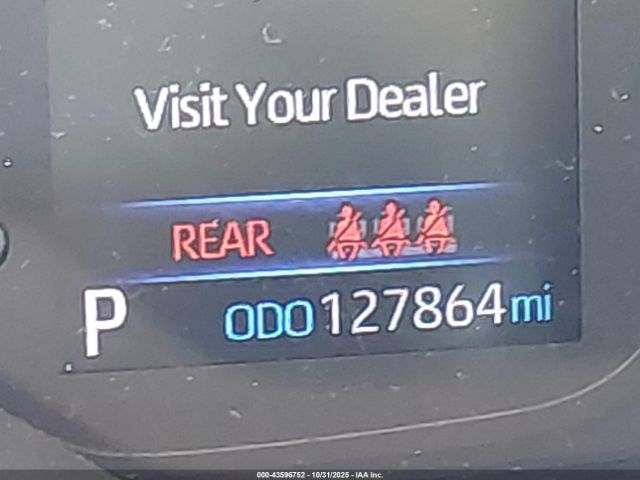 Visit Your Dealer
REAR
P ODO 127864 mi
000-43596752 - 10/31/2025 - IAA Inc.